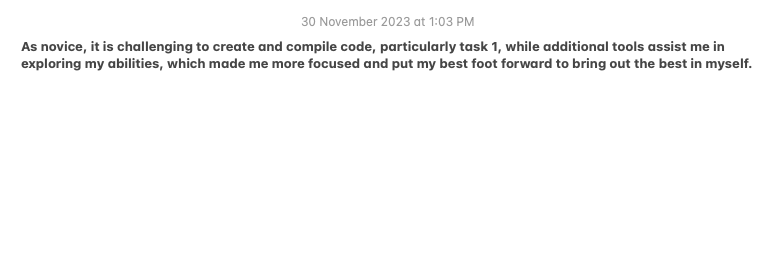 30 November 2023 at 1:03 PM
As novice, it is challenging to create and compile code, particularly task 1, while additional tools assist me in
exploring my abilities, which made me more focused and put my best foot forward to bring out the best in myself.